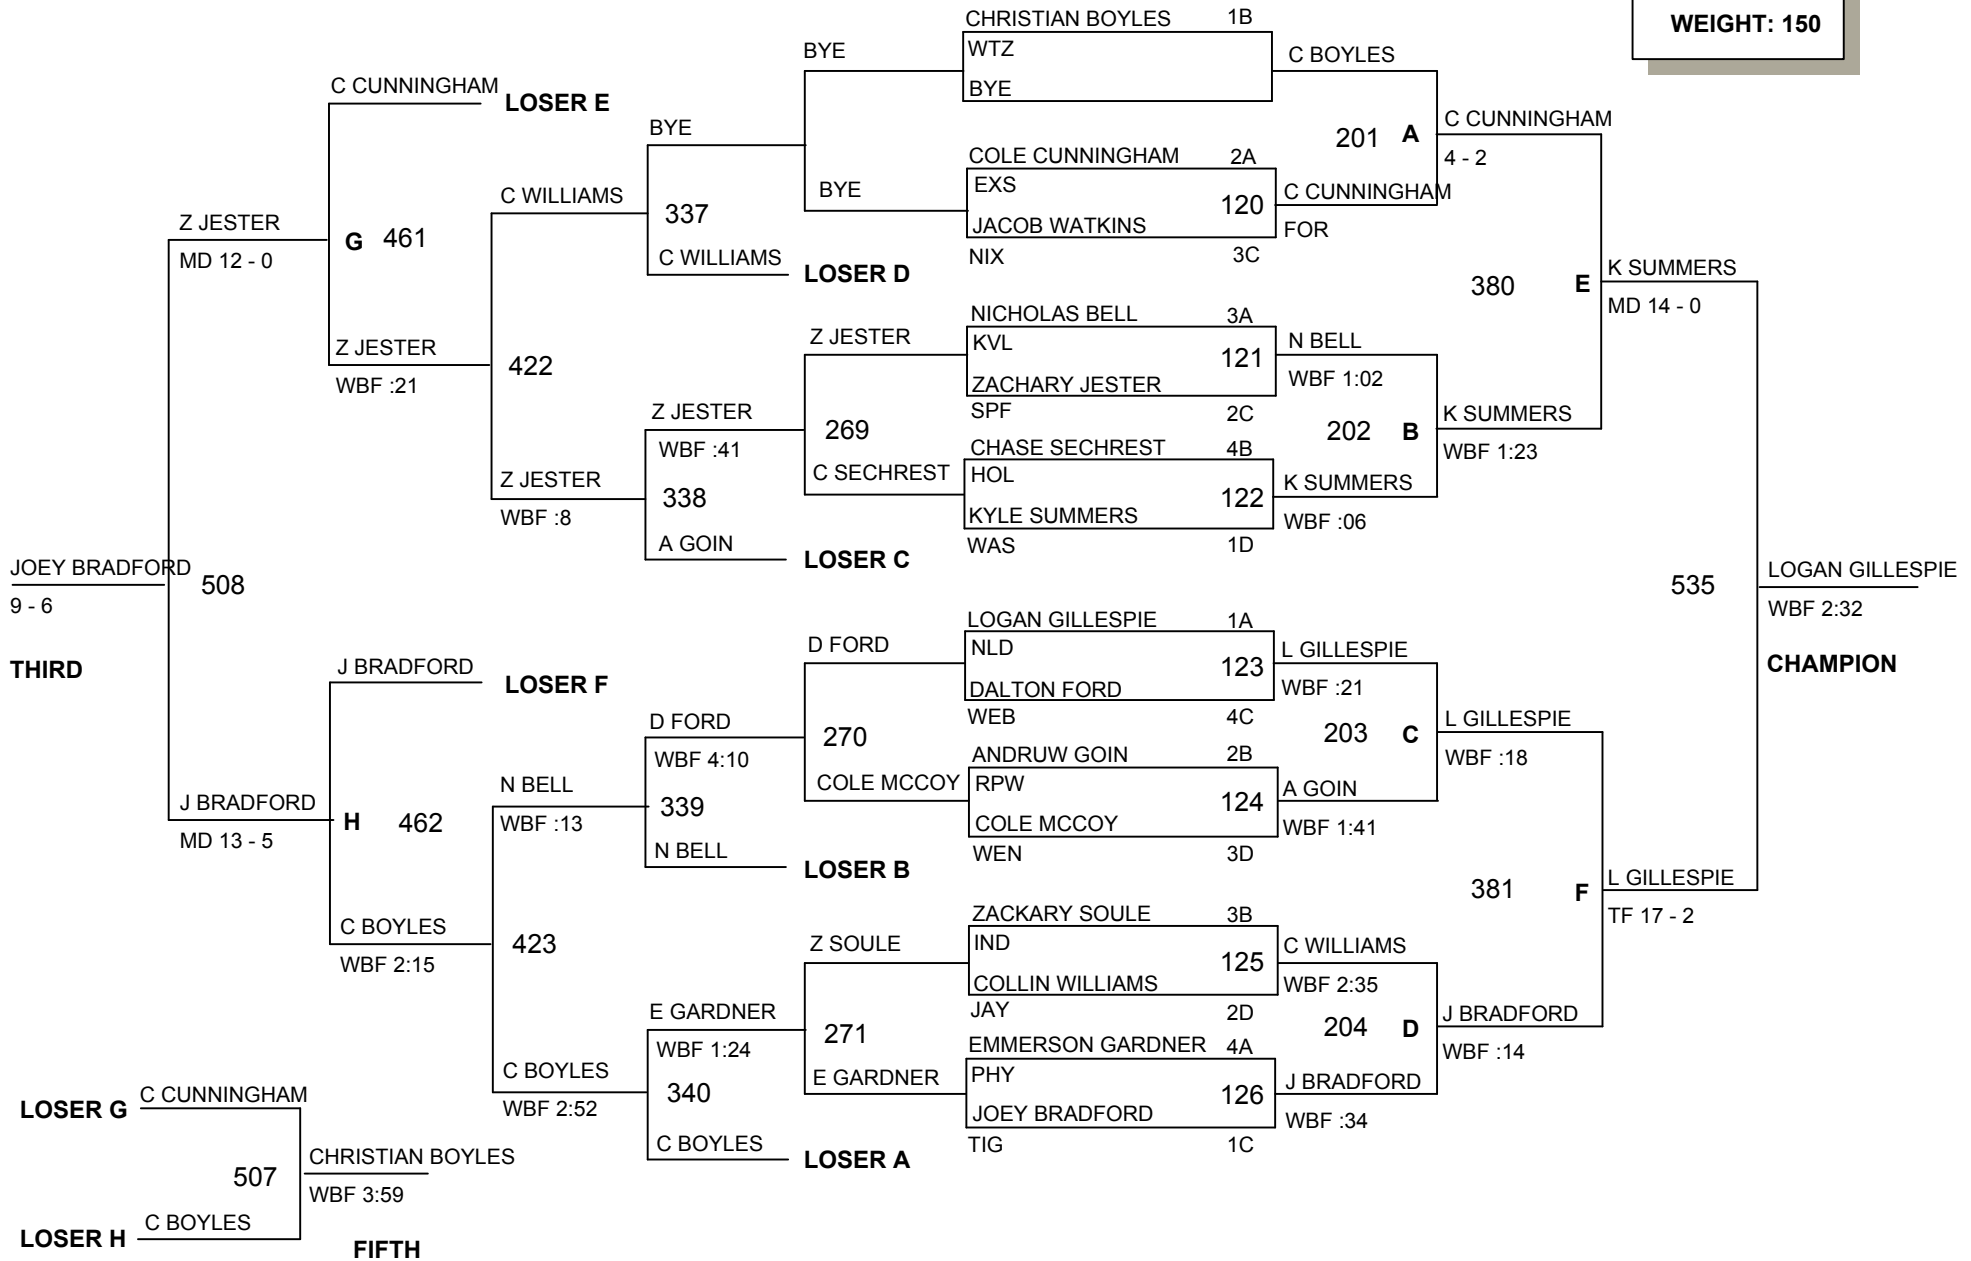 WEIGHT: 150
CHRISTIAN BOYLES 1B
WTZ
BYE
COLE CUNNINGHAM 2A
EXS
120
JACOB WATKINS
NIX 3C
NICHOLAS BELL 3A
KVL
121
ZACHARY JESTER
SPF 2C
CHASE SECHREST 4B
HOL
122
KYLE SUMMERS
WAS 1D
LOGAN GILLESPIE 1A
NLD
123
DALTON FORD
WEB 4C
ANDRUW GOIN 2B
RPW
124
COLE MCCOY
WEN 3D
ZACKARY SOULE 3B
IND
125
COLLIN WILLIAMS
JAY 2D
EMMERSON GARDNER 4A
PHY
126
JOEY BRADFORD
TIG 1C
C BOYLES
201 A
C CUNNINGHAM
FOR
N BELL
WBF 1:02
202 B
K SUMMERS
WBF :06
L GILLESPIE
WBF :21
203 C
A GOIN
WBF 1:41
C WILLIAMS
WBF 2:35
204 D
J BRADFORD
WBF :34
C CUNNINGHAM
4 - 2
380 E
K SUMMERS
WBF 1:23
L GILLESPIE
WBF :18
381 F
J BRADFORD
WBF :14
K SUMMERS
MD 14 - 0
535
L GILLESPIE
TF 17 - 2
LOGAN GILLESPIE
WBF 2:32
CHAMPION
BYE
BYE
Z JESTER
269
C SECHREST
D FORD
270
COLE MCCOY
Z SOULE
271
E GARDNER
BYE
337
C WILLIAMS
LOSER D
Z JESTER
WBF :41
338
A GOIN
LOSER C
D FORD
WBF 4:10
339
N BELL
LOSER B
E GARDNER
WBF 1:24
340
C BOYLES
LOSER A
C WILLIAMS
422
Z JESTER
WBF :8
N BELL
WBF :13
423
C BOYLES
WBF 2:52
C CUNNINGHAM
LOSER E
G 461
Z JESTER
WBF :21
J BRADFORD
LOSER F
H 462
C BOYLES
WBF 2:15
Z JESTER
MD 12 - 0
508
J BRADFORD
MD 13 - 5
JOEY BRADFORD
9 - 6
THIRD
LOSER G C CUNNINGHAM
507
LOSER H C BOYLES
CHRISTIAN BOYLES
WBF 3:59
FIFTH